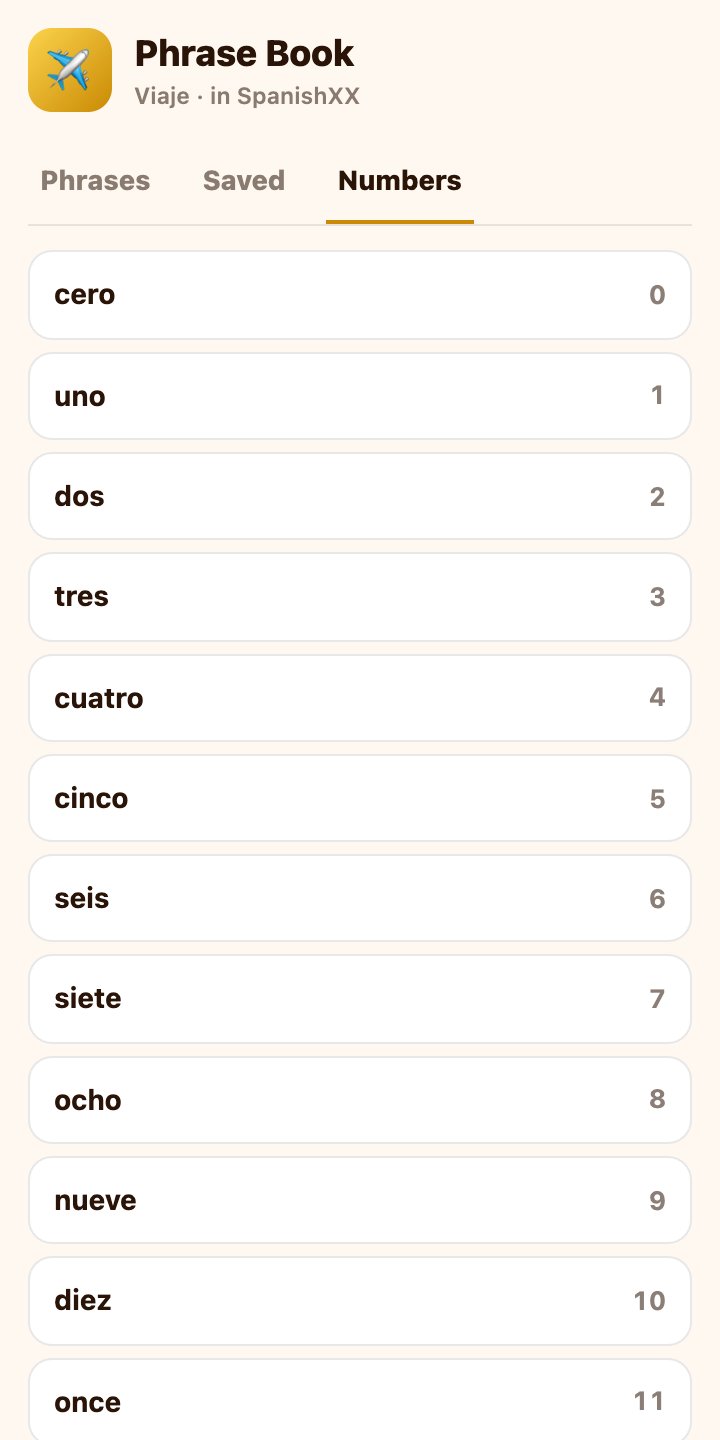 Phrase Book
Viaje · in SpanishXX
Phrases Saved Numbers
cero 0
uno 1
dos 2
tres 3
cuatro 4
cinco 5
seis 6
siete 7
ocho 8
nueve 9
diez 10
once 11